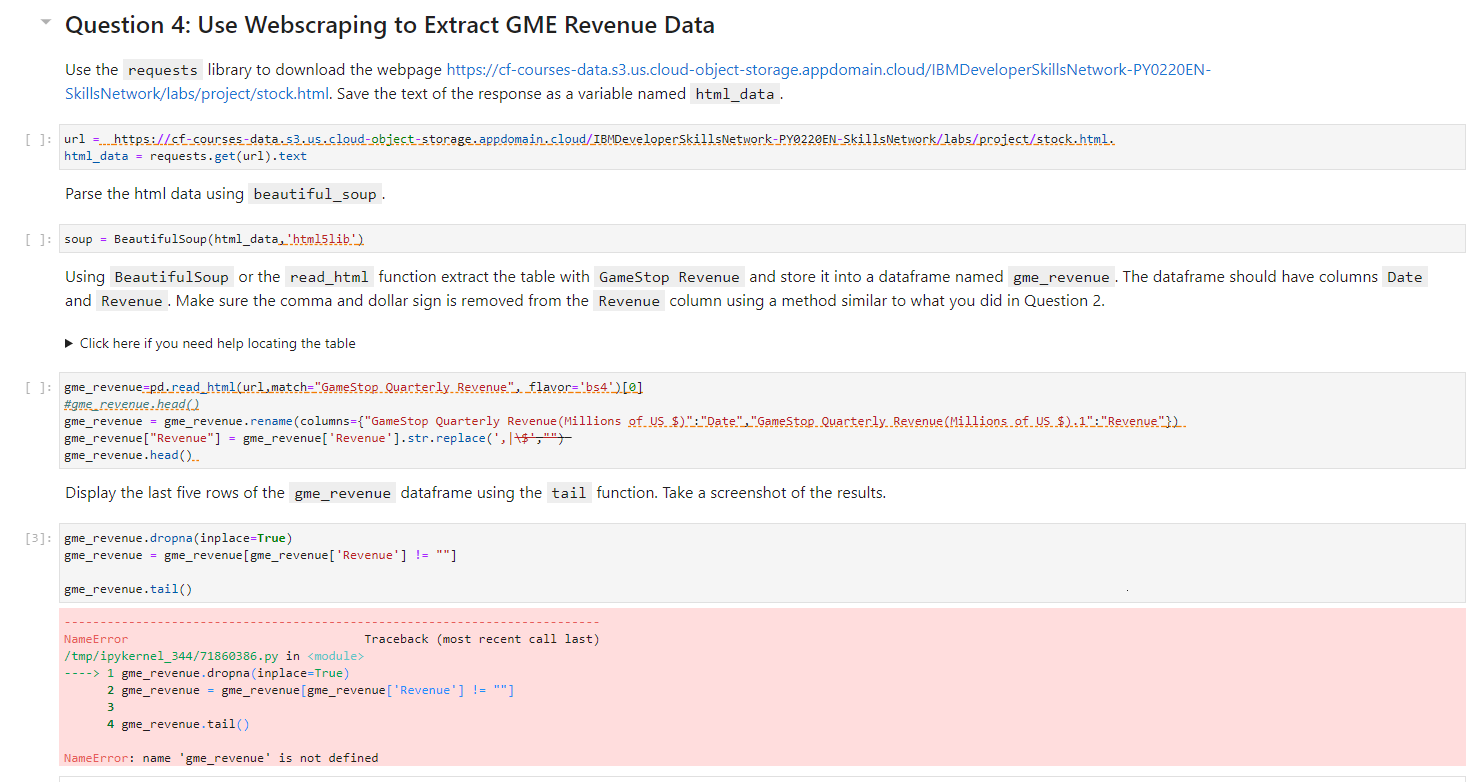 Question 4: Use Webscraping to Extract GME Revenue Data
Use the requests library to download the webpage https://cf-courses-data.s3.us.cloud-object-storage.appdomain.cloud/IBMDeveloperSkillsNetwork-PY0220EN-
SkillsNetwork/labs/project/stock.html. Save the text of the response as a variable named html_data.
[ ]: url =  https://cf-courses-data.s3.us.cloud-object-storage.appdomain.cloud/IBMDeveloperSkillsNetwork-PY0220EN-SkillsNetwork/labs/project/stock.html.
html_data = requests.get(url).text
Parse the html data using beautiful_soup.
[ ]: soup = BeautifulSoup(html_data,'html5lib')
Using BeautifulSoup or the read_html function extract the table with GameStop Revenue and store it into a dataframe named gme_revenue. The dataframe should have columns Date
and Revenue. Make sure the comma and dollar sign is removed from the Revenue column using a method similar to what you did in Question 2.
▶ Click here if you need help locating the table
[ ]: gme_revenue=pd.read_html(url,match="GameStop Quarterly Revenue", flavor='bs4')[0]
#gme_revenue.head()
gme_revenue = gme_revenue.rename(columns={"GameStop Quarterly Revenue(Millions of US $)":"Date","GameStop Quarterly Revenue(Millions of US $).1":"Revenue"})
gme_revenue["Revenue"] = gme_revenue['Revenue'].str.replace(',|\$',"")
gme_revenue.head()
Display the last five rows of the gme_revenue dataframe using the tail function. Take a screenshot of the results.
[3]: gme_revenue.dropna(inplace=True)
gme_revenue = gme_revenue[gme_revenue['Revenue'] != ""]
gme_revenue.tail()
---------------------------------------------------------------------------
NameError                                 Traceback (most recent call last)
/tmp/ipykernel_344/71860386.py in <module>
----> 1 gme_revenue.dropna(inplace=True)
2 gme_revenue = gme_revenue[gme_revenue['Revenue'] != ""]
3
4 gme_revenue.tail()
NameError: name 'gme_revenue' is not defined